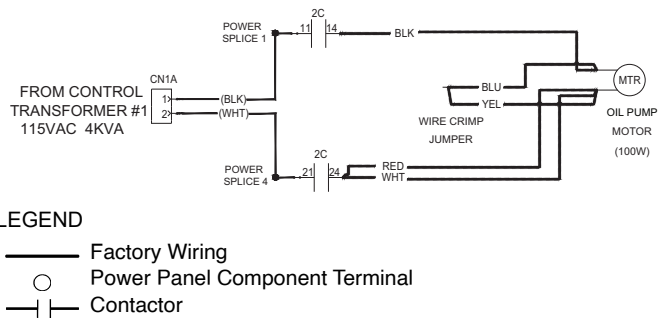 2C
POWER
SPLICE 1
11
14
BLK
CN1A
FROM CONTROL
TRANSFORMER #1
115VAC 4KVA
1
2
(BLK)
(WHT)
BLU
YEL
WIRE CRIMP
JUMPER
MTR
OIL PUMP
MOTOR
(100W)
2C
POWER
SPLICE 4
21
24
RED
WHT
LEGEND
Factory Wiring
Power Panel Component Terminal
Contactor